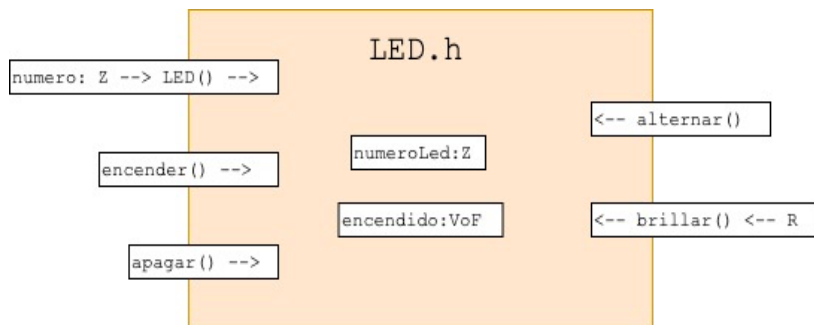 LED.h
numero: Z --> LED() -->
<-- alternar()
numeroLed:Z
encender() -->
encendido:VoF
<-- brillar() <-- R
apagar() -->